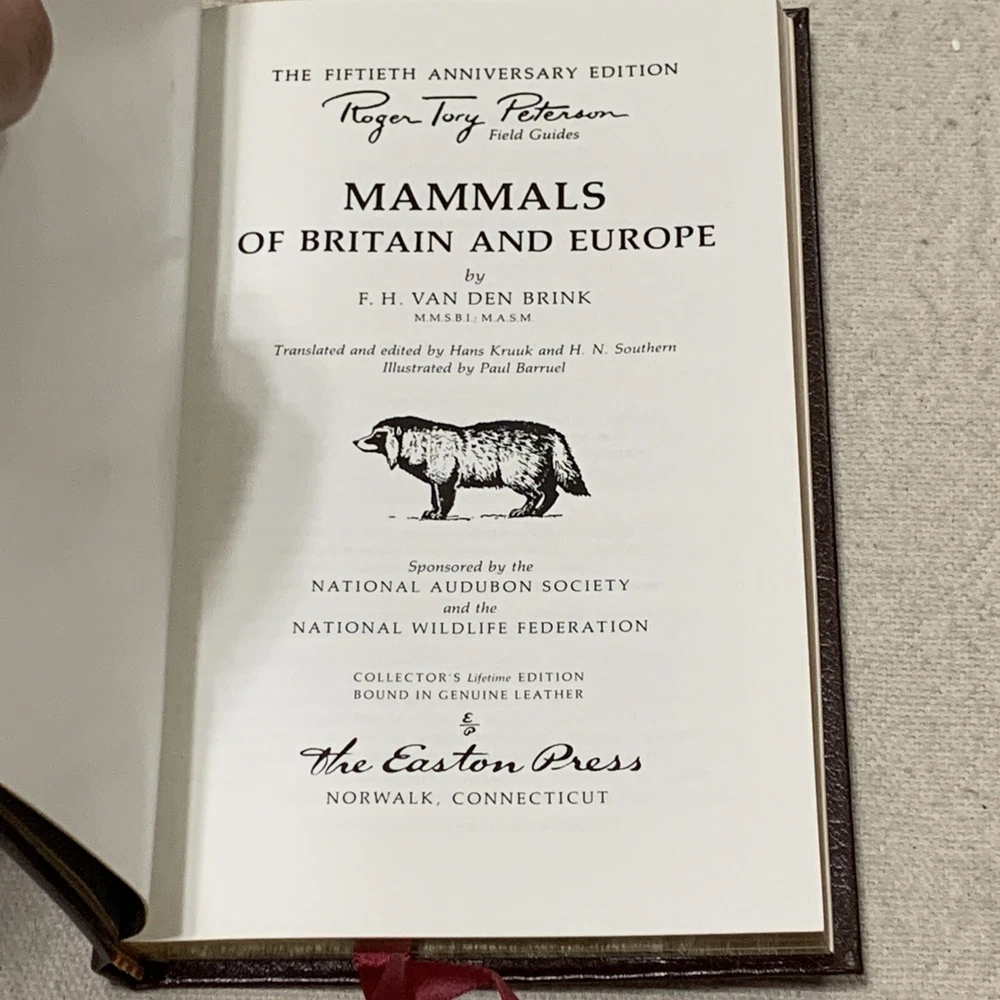 THE FIFTIETH ANNIVERSARY EDITION
Roger Tory Peterson
Field Guides
MAMMALS
OF BRITAIN AND EUROPE
by
F. H. VAN DEN BRINK
M.M.S.B.I.; M.A.S.M.
Translated and edited by Hans Kruuk and H. N. Southern
Illustrated by Paul Barruel
Sponsored by the
NATIONAL AUDUBON SOCIETY
and the
NATIONAL WILDLIFE FEDERATION
COLLECTOR'S Lifetime EDITION
BOUND IN GENUINE LEATHER
E
P
The Easton Press
NORWALK, CONNECTICUT